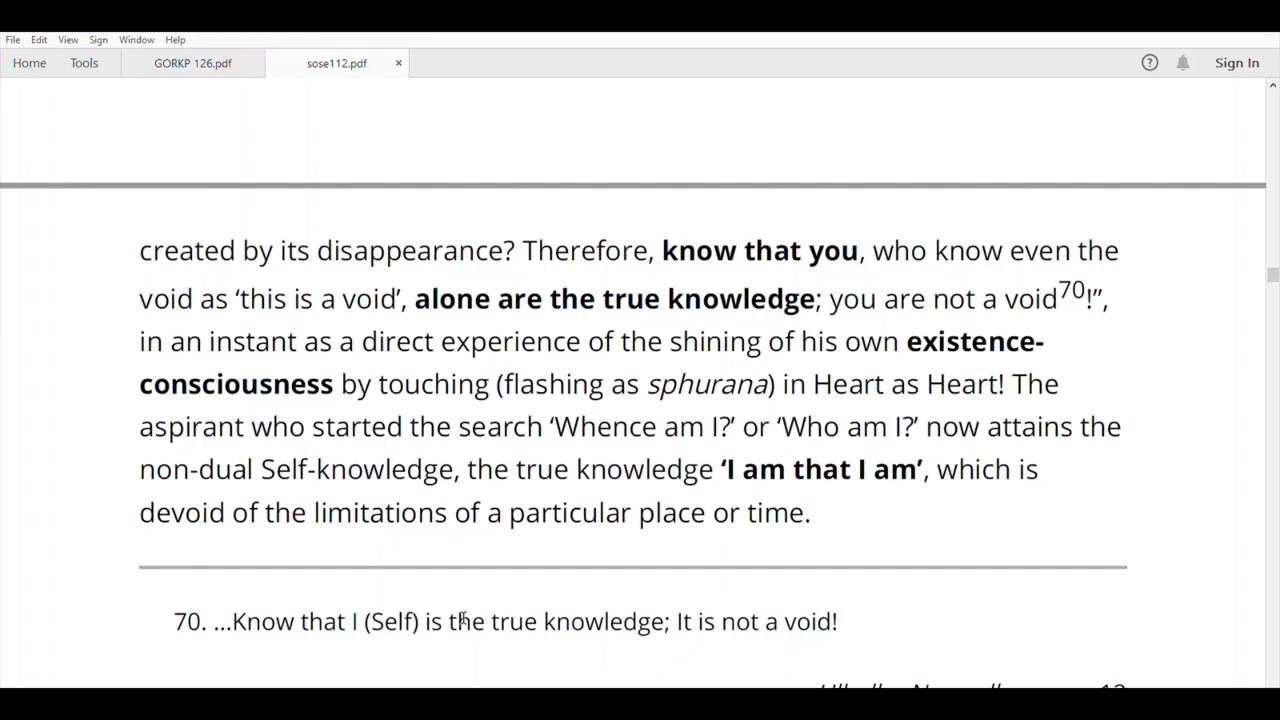 File Edit View Sign Window Help
Home Tools GORKP 126.pdf sose112.pdf × ? Sign In
created by its disappearance? Therefore, know that you, who know even the
void as ‘this is a void’, alone are the true knowledge; you are not a void70!”,
in an instant as a direct experience of the shining of his own existence-
consciousness by touching (flashing as sphurana) in Heart as Heart! The
aspirant who started the search ‘Whence am I?’ or ‘Who am I?’ now attains the
non-dual Self-knowledge, the true knowledge ‘I am that I am’, which is
devoid of the limitations of a particular place or time.
70. ...Know that I (Self) is the true knowledge; It is not a void!